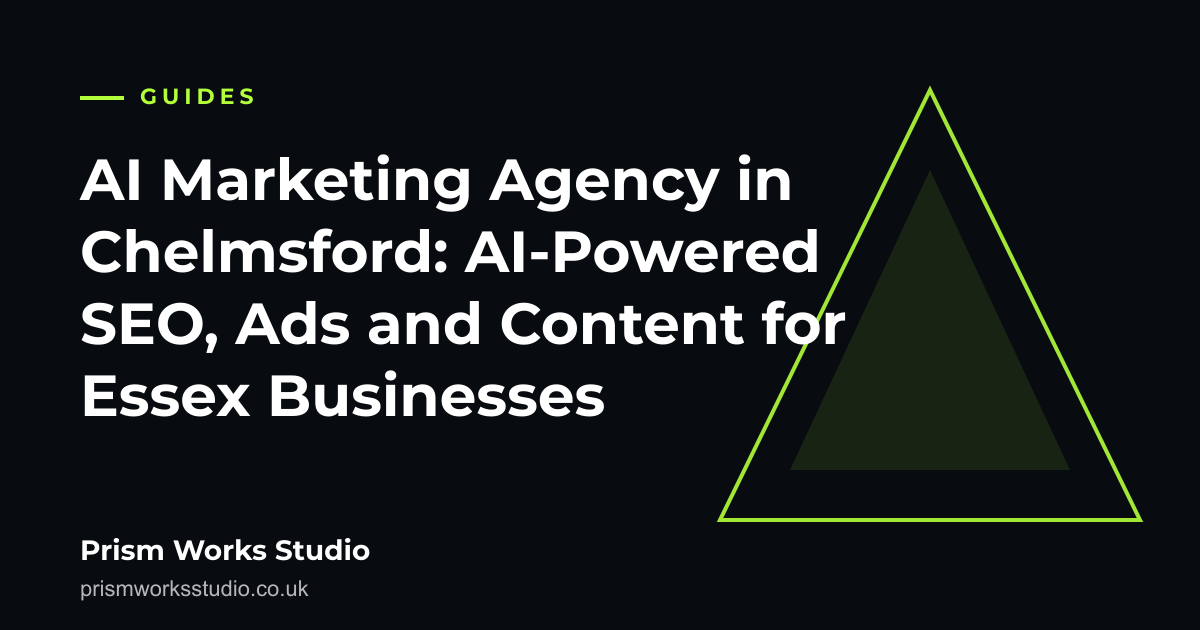 GUIDES
AI Marketing Agency in
Chelmsford: AI-Powered
SEO, Ads and Content for
Essex Businesses
Prism Works Studio
prismworksstudio.co.uk